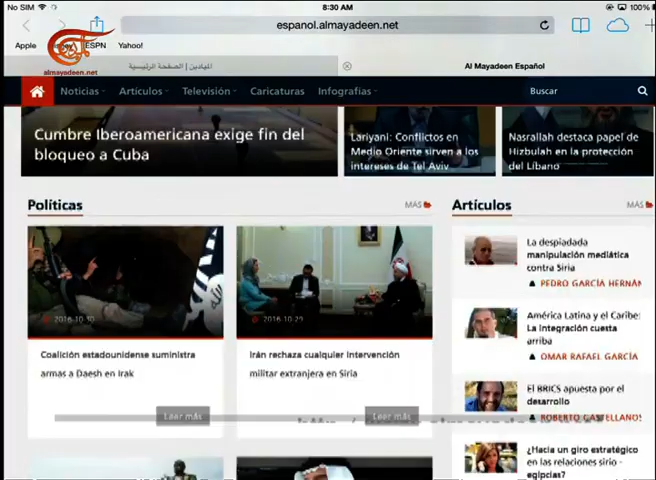 No SIM
8:30 AM
100%
espanol.almayadeen.net
Apple
ESPN
Yahoo!
almayadeen.net
الميادين | الصفحة الرئيسية
Al Mayadeen Español
Noticias
Artículos
Televisión
Caricaturas
Infografias
Buscar
Cumbre Iberoamericana exige fin del
bloqueo a Cuba
Lariyani: Conflictos en
Medio Oriente sirven a los
intereses de Tel Aviv
Nasrallah destaca papel de
Hizbulah en la protección
del Líbano
Políticas
MÁS
Artículos
MÁS
2016-10-30
Coalición estadounidense suministra
armas a Daesh en Irak
Leer más
2016-10-29
Irán rechaza cualquier intervención
militar extranjera en Siria
Leer más
La despiadada
manipulación mediática
contra Siria
PEDRO GARCÍA HERNÁN
América Latina y el Caribe:
La integración cuesta
arriba
OMAR RAFAEL GARCÍA
El BRICS apuesta por el
desarrollo
ROBERTO CASTELLANOS
¿Hacia un giro estratégico
en las relaciones sirio -
egipcias?